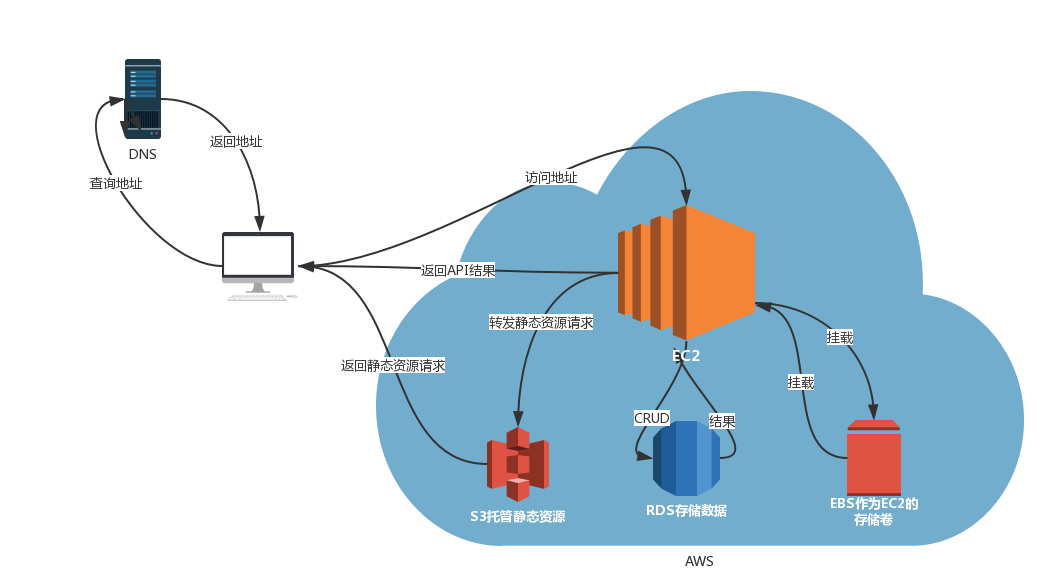 返回地址
DNS
查询地址
访问地址
返回API结果
转发静态资源请求
挂载
EC2
返回静态资源请求
挂载
CRUD
结果
EBS作为EC2的
存储卷
RDS存储数据
S3托管静态资源
AWS